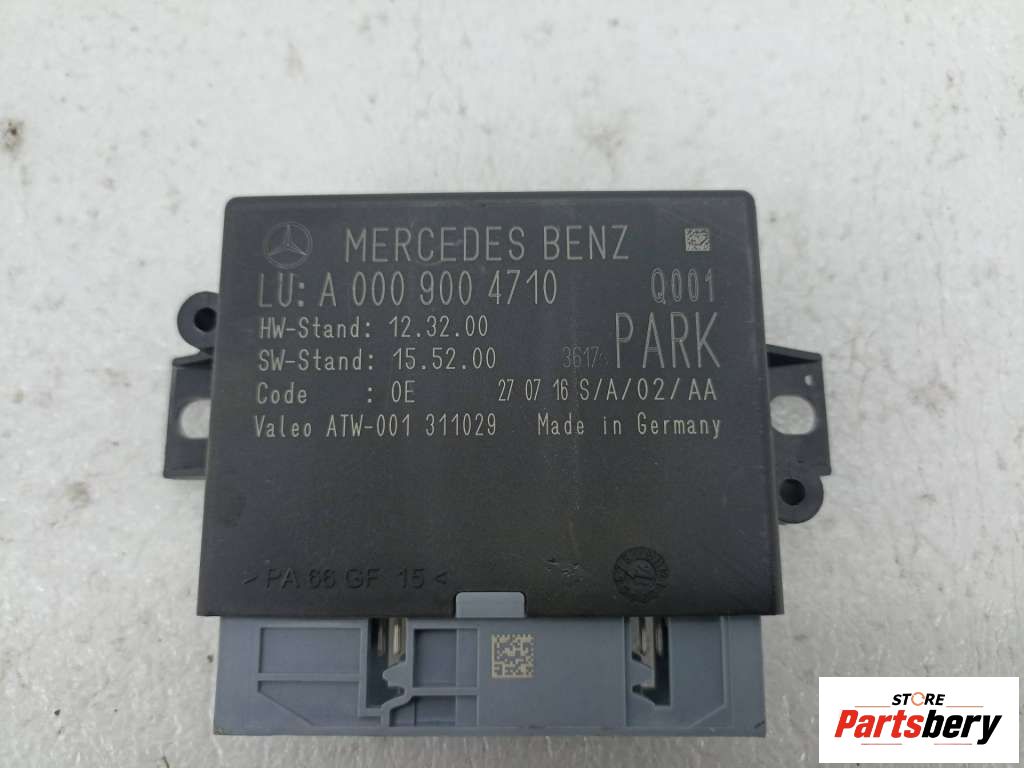 MERCEDES BENZ
LU: A 000 900 4710 Q001
HW-Stand: 12.32.00
SW-Stand: 15.52.00 PARK
Code : 0E 27 07 16 S/A/02/AA
Valeo ATW-001 311029 Made in Germany
>PA 66 GF 15<
STORE
Partsbery